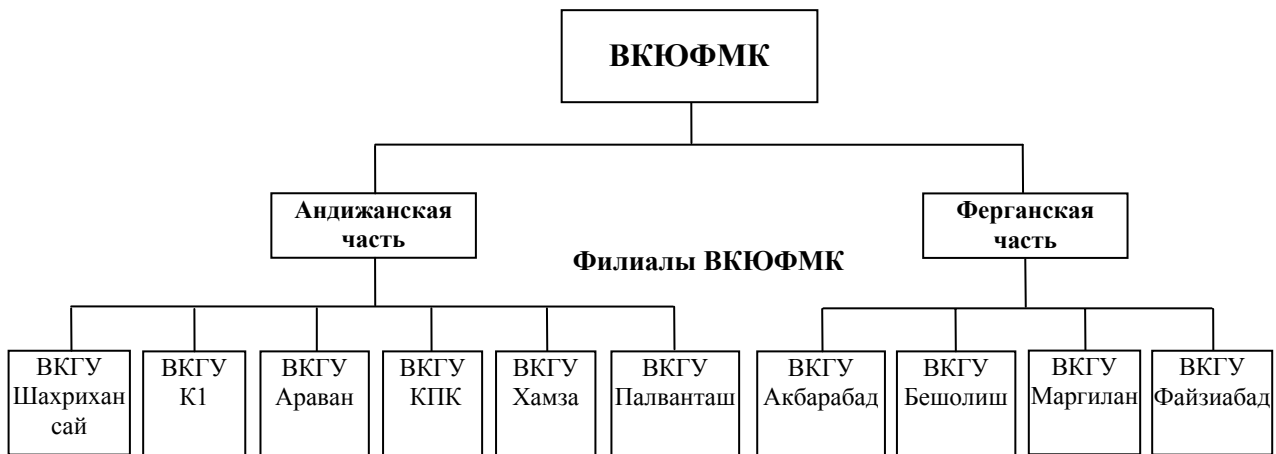 ВКЮФМК
Андижанская
часть
Ферганская
часть
Филиалы ВКЮФМК
ВКГУ
Шахрихан
сай
ВКГУ
К1
ВКГУ
Араван
ВКГУ
КПК
ВКГУ
Хамза
ВКГУ
Палванташ
ВКГУ
Акбарабад
ВКГУ
Бешолиш
ВКГУ
Маргилан
ВКГУ
Файзиабад